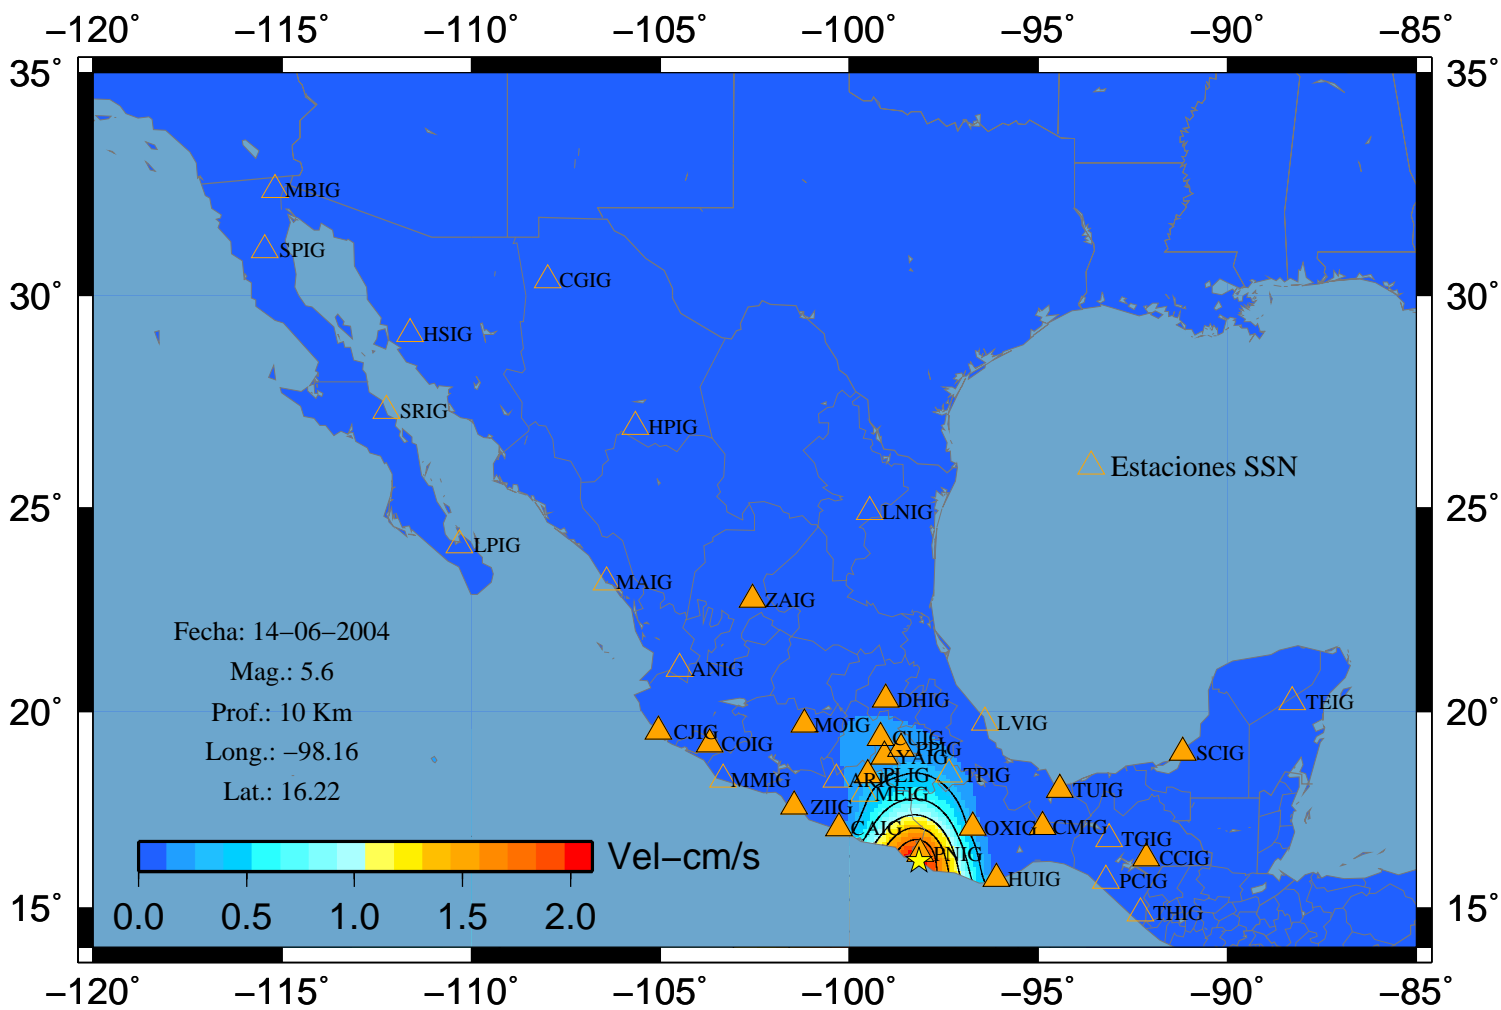 −120° −115° −110° −105° −100° −95° −90° −85°
35° 35°
MBIG
SPIG
CGIG
30° 30°
HSIG
SRIG
HPIG
Estaciones SSN
25° 25°
LNIG
LPIG
MAIG
ZAIG
Fecha: 14−06−2004
Mag.: 5.6
ANIG
DHIG
TEIG
Prof.: 10 Km
20° 20°
MOIG
LVIG
CJIG
COIG
CUIG
PPIG
YAIG
SCIG
Long.: −98.16
MMIG
ARIG
PLIG
TPIG
MEIG
TUIG
Lat.: 16.22
ZIIG
CAIG
OXIG
CMIG
TGIG
PNIG
CCIG
Vel−cm/s
HUIG
PCIG
THIG
0.0 0.5 1.0 1.5 2.0
15° 15°
−120° −115° −110° −105° −100° −95° −90° −85°